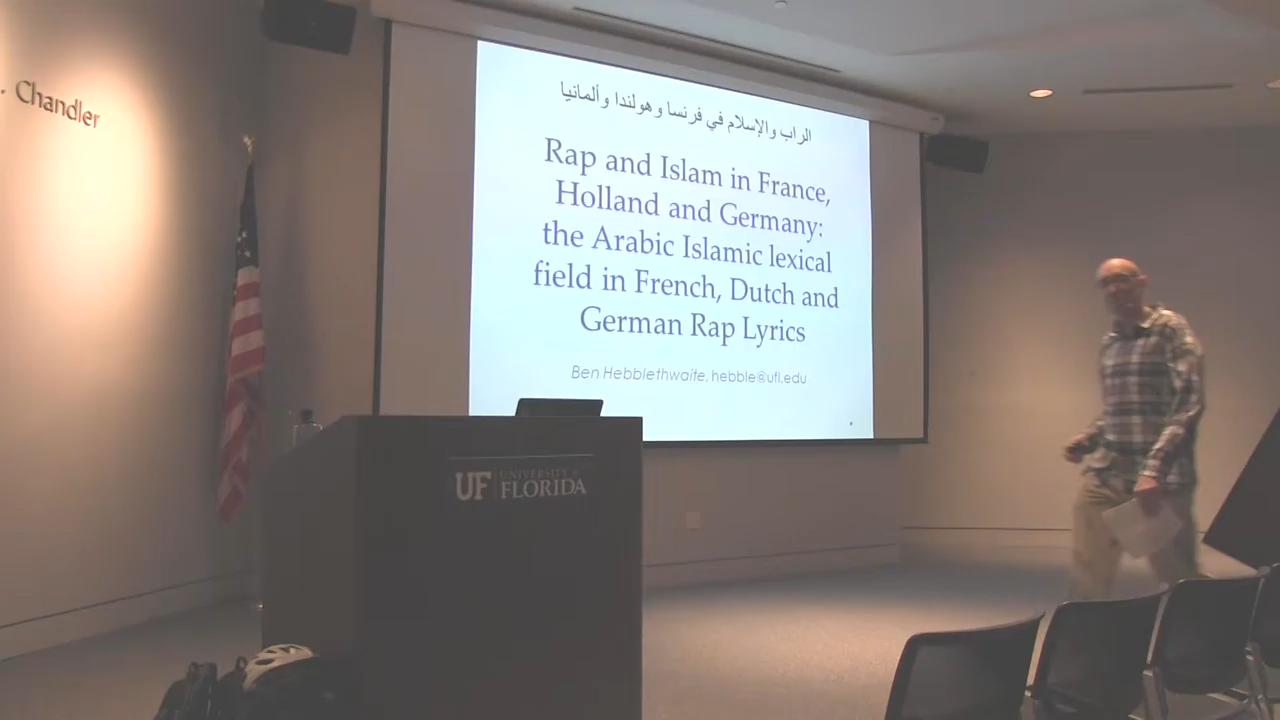 . Chandler
الراب والإسلام في فرنسا وهولندا وألمانيا
Rap and Islam in France,
Holland and Germany:
the Arabic Islamic lexical
field in French, Dutch and
German Rap Lyrics
Ben Hebblethwaite, hebble@ufl.edu
UF UNIVERSITY of
FLORIDA